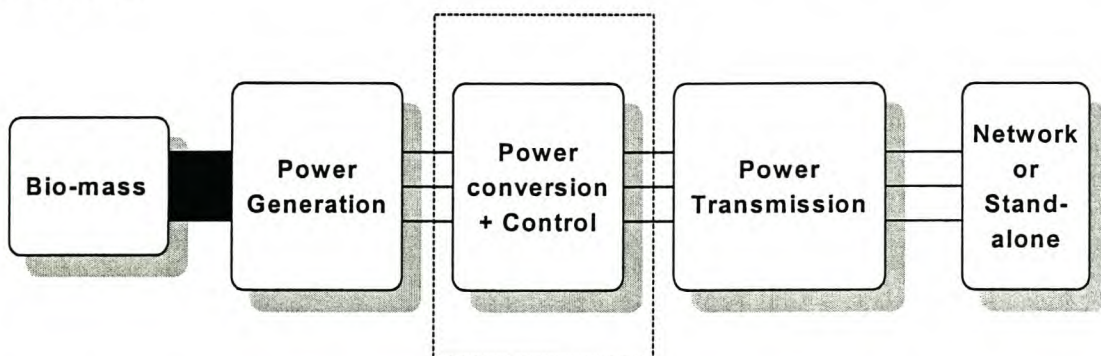 Bio-mass
Power
Generation
Power
conversion
+ Control
Power
Transmission
Network
or
Stand-
alone